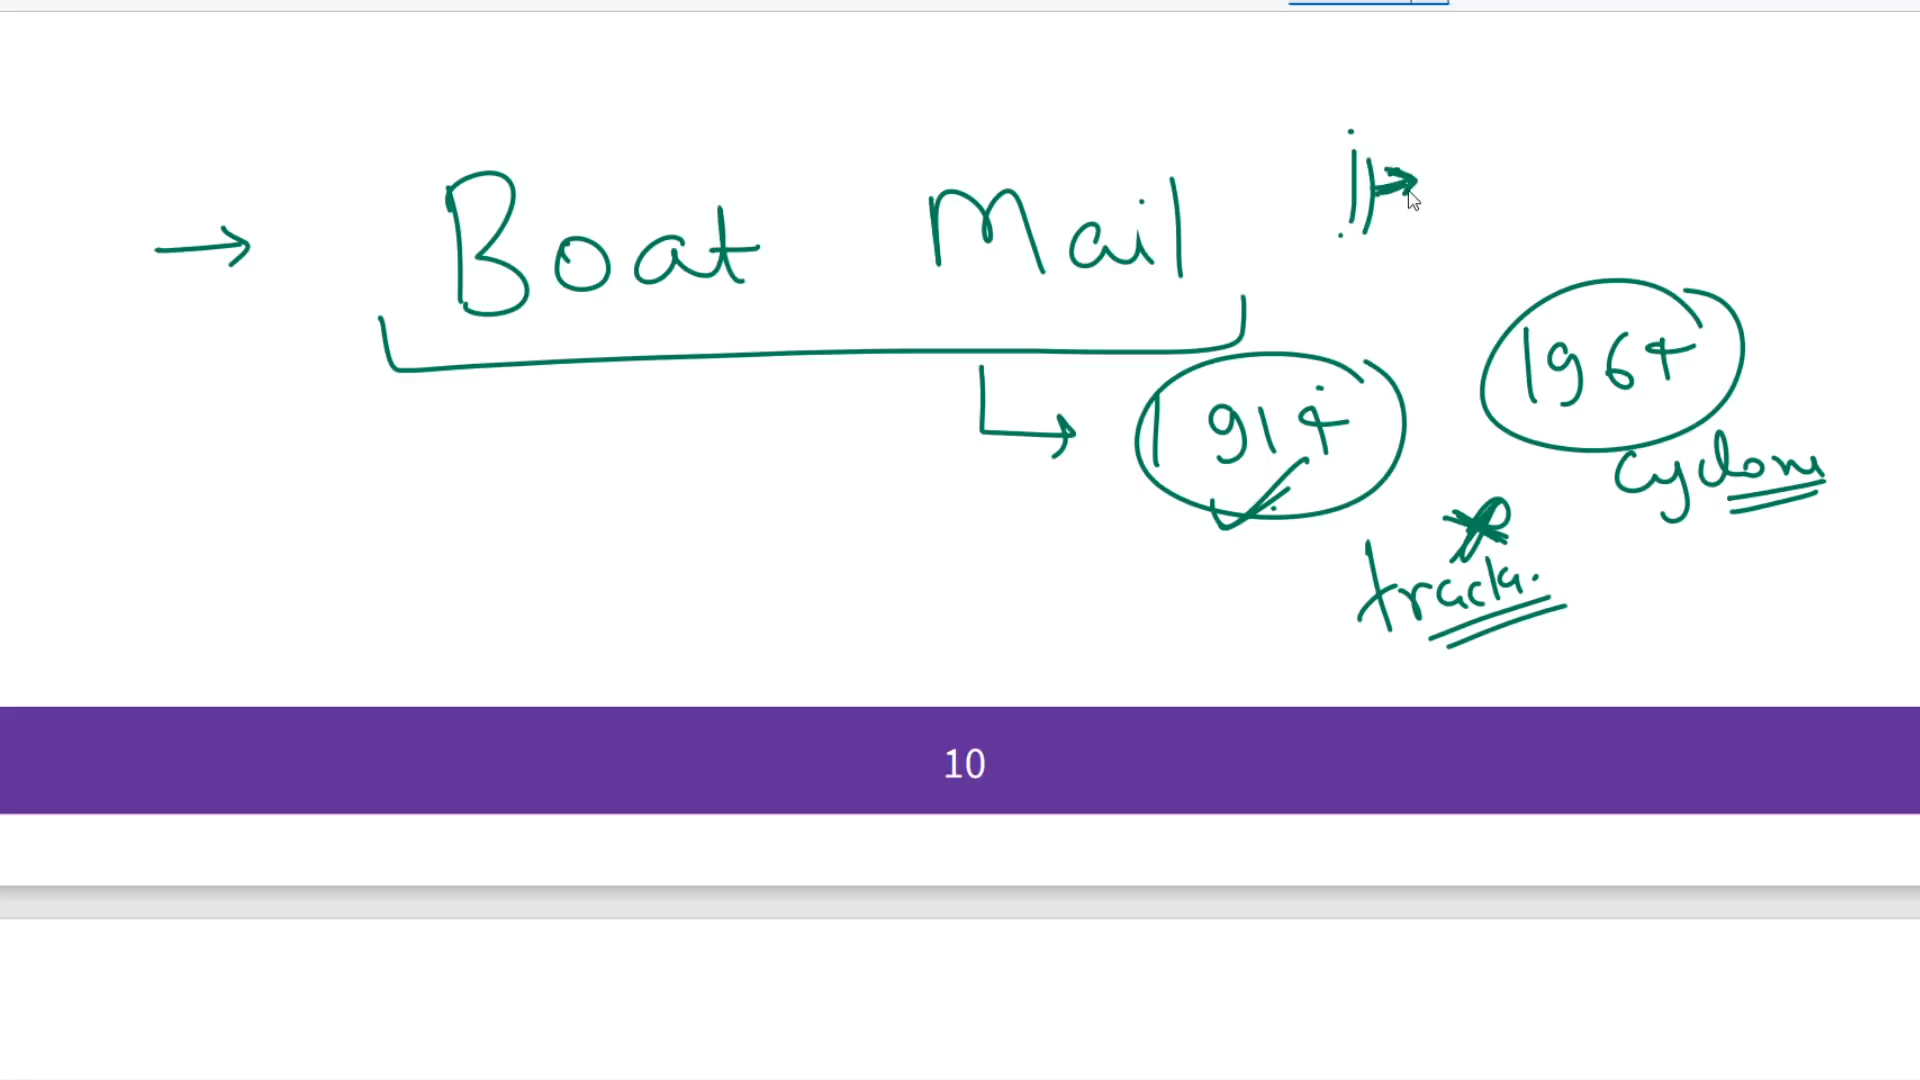 → Boat Mail
1964
→ 1914
cyclone
track.
10